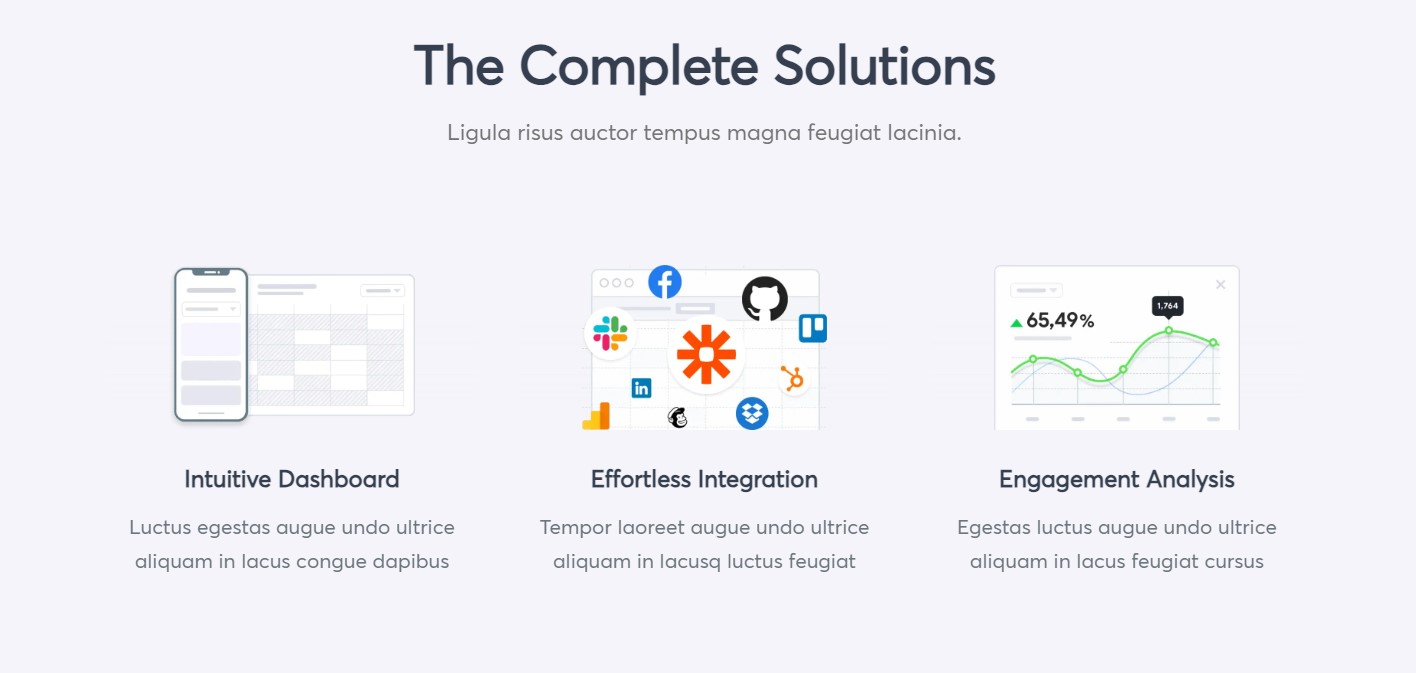 The Complete Solutions
Ligula risus auctor tempus magna feugiat lacinia.
1,764
65,49%
in
Intuitive Dashboard
Effortless Integration
Engagement Analysis
Luctus egestas augue undo ultrice
aliquam in lacus congue dapibus
Tempor laoreet augue undo ultrice
aliquam in lacusq luctus feugiat
Egestas luctus augue undo ultrice
aliquam in lacus feugiat cursus